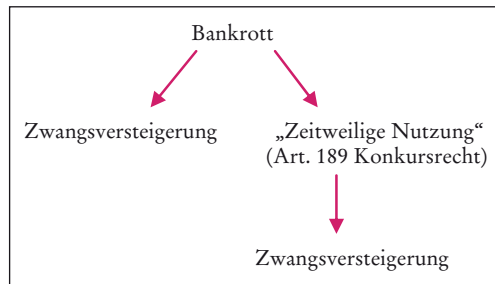 Bankrott
Zwangsversteigerung
„Zeitweilige Nutzung“
(Art. 189 Konkursrecht)
Zwangsversteigerung